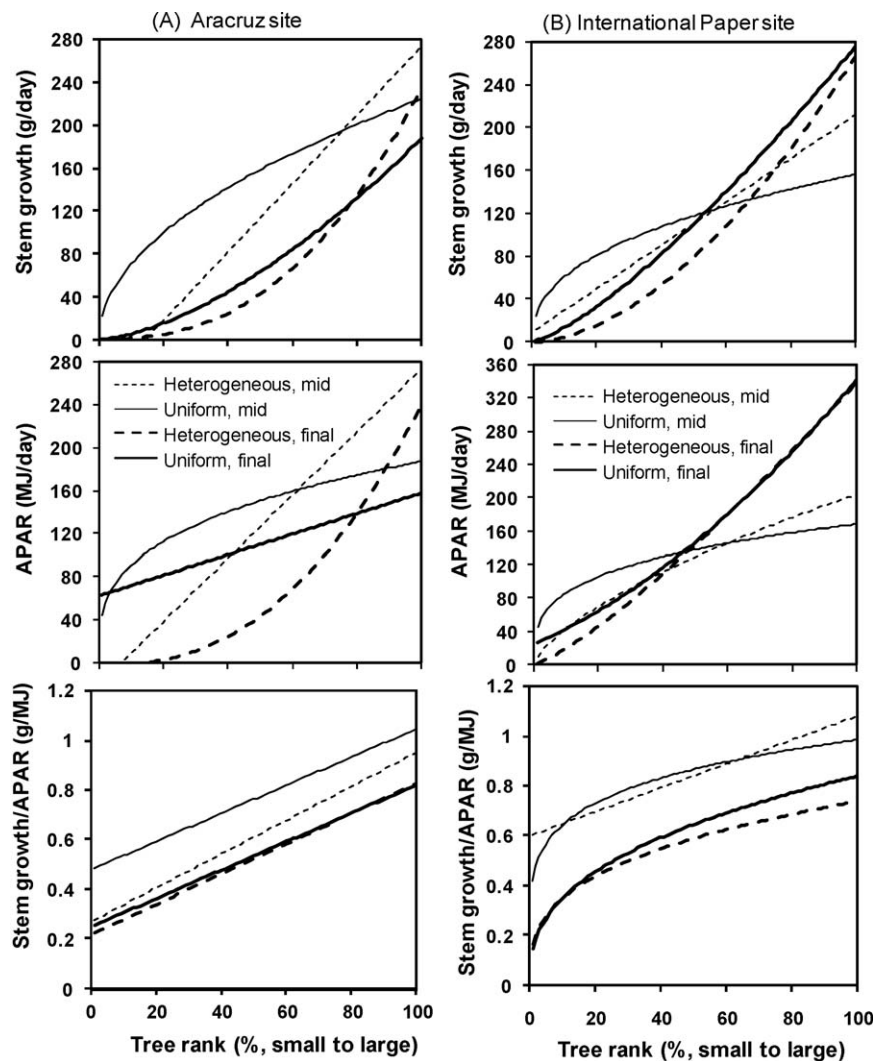 (A) Aracruz site
(B) International Paper site
Stem growth (g/day)
280
240
200
160
120
80
40
0
Stem growth (g/day)
280
240
200
160
120
80
40
0
APAR (MJ/day)
280
240
200
160
120
80
40
0
Heterogeneous, mid
Uniform, mid
Heterogeneous, final
Uniform, final
APAR (MJ/day)
360
320
280
240
200
160
120
80
40
0
Heterogeneous, mid
Uniform, mid
Heterogeneous, final
Uniform, final
Stem growth/APAR (g/MJ)
1.2
1
0.8
0.6
0.4
0.2
0
0 20 40 60 80 100
Tree rank (%, small to large)
Stem growth/APAR (g/MJ)
1.2
1
0.8
0.6
0.4
0.2
0
0 20 40 60 80 100
Tree rank (%, small to large)